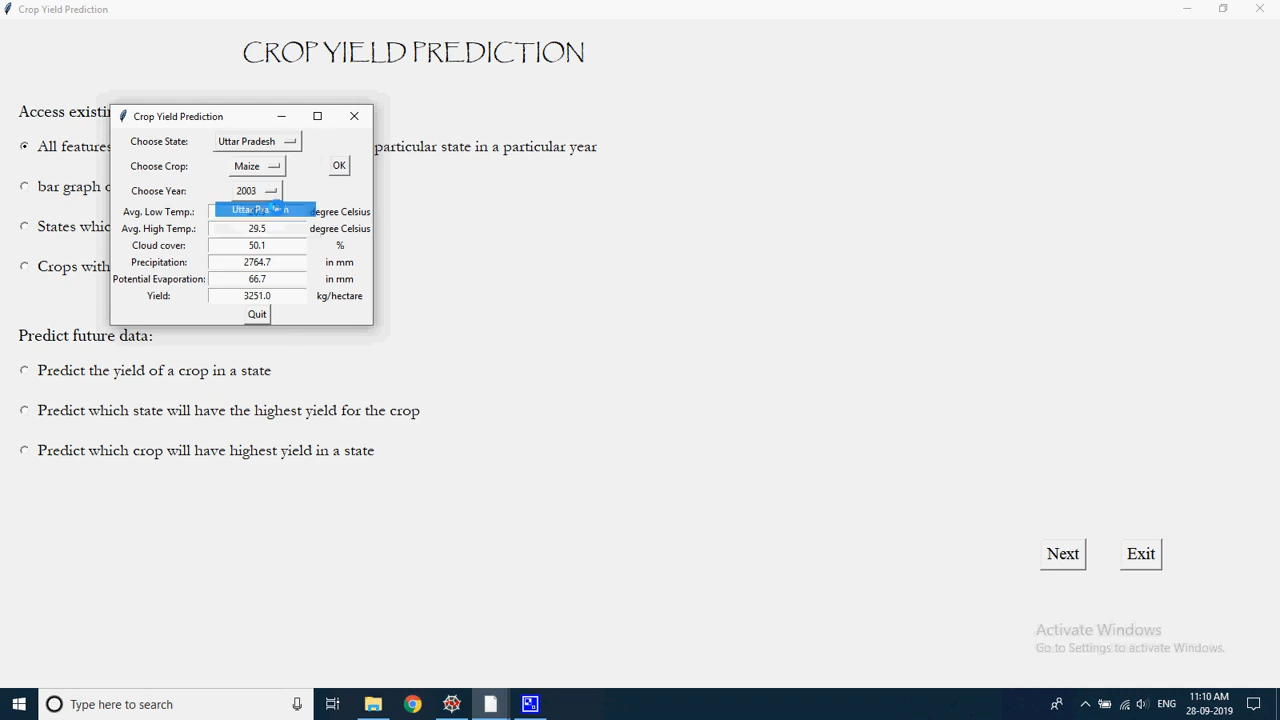 Crop Yield Prediction
CROP YIELD PREDICTION
Access
All features
particular state in a particular year
bar graph
States
Crops with
Crop Yield Prediction
Choose State: Uttar Pradesh
Choose Crop: Maize OK
Choose Year: 2003
Avg. Low Temp.: Uttar degree Celsius
Avg. High Temp.: 29.5 degree Celsius
Cloud cover: 50.1 %
Precipitation: 2764.7 in mm
Potential Evaporation: 66.7 in mm
Yield: 3251.0 kg/hectare
Quit
Predict future data:
Predict the yield of a crop in a state
Predict which state will have the highest yield for the crop
Predict which crop will have highest yield in a state
Next Exit
Activate Windows
Go to Settings to activate Windows.
Type here to search
ENG
11:10 AM
28-09-2019